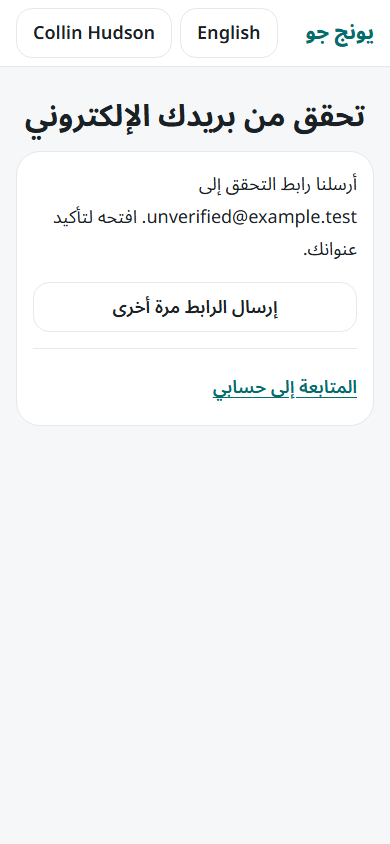 يونج جو
English
Collin Hudson
تحقق من بريدك الإلكتروني
أرسلنا رابط التحقق إلى
unverified@example.test. افتحه لتأكيد
عنوانك.
إرسال الرابط مرة أخرى
المتابعة إلى حسابي